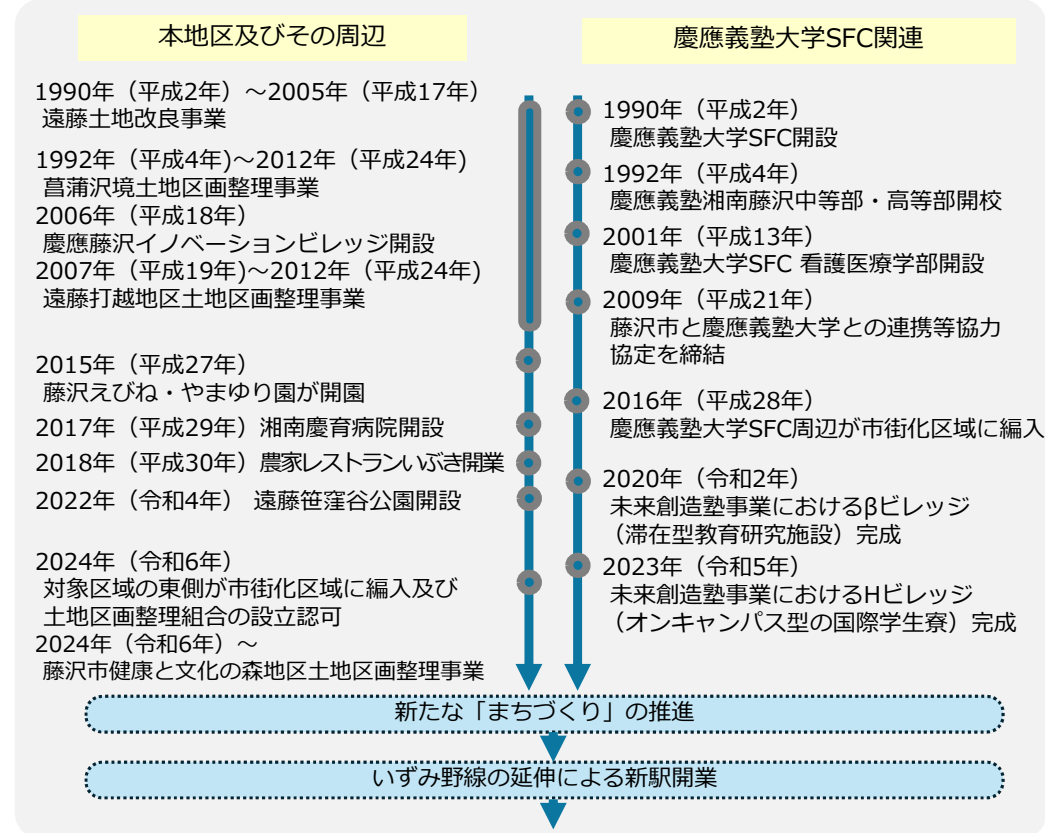 本地区及びその周辺
1990年（平成2年）～2005年（平成17年）
遠藤土地改良事業
1992年（平成4年)～2012年（平成24年)
菖蒲沢境土地区画整理事業
2006年（平成18年）
慶應藤沢イノベーションビレッジ開設
2007年（平成19年)～2012年（平成24年)
遠藤打越地区土地区画整理事業
2015年（平成27年）
藤沢えびね・やまゆり園が開園
2017年（平成29年）湘南慶育病院開設
2018年（平成30年）農家レストランいぶき開業
2022年（令和4年） 遠藤笹窪谷公園開設
2024年（令和6年）
対象区域の東側が市街化区域に編入及び
土地区画整理組合の設立認可
2024年（令和6年）～
藤沢市健康と文化の森地区土地区画整理事業
慶應義塾大学SFC関連
1990年（平成2年）
慶應義塾大学SFC開設
1992年（平成4年）
慶應義塾湘南藤沢中等部・高等部開校
2001年（平成13年）
慶應義塾大学SFC 看護医療学部開設
2009年（平成21年）
藤沢市と慶應義塾大学との連携等協力
協定を締結
2016年（平成28年）
慶應義塾大学SFC周辺が市街化区域に編入
2020年（令和2年）
未来創造塾事業におけるβビレッジ
（滞在型教育研究施設）完成
2023年（令和5年）
未来創造塾事業におけるHビレッジ
（オンキャンパス型の国際学生寮）完成
新たな「まちづくり」の推進
いずみ野線の延伸による新駅開業